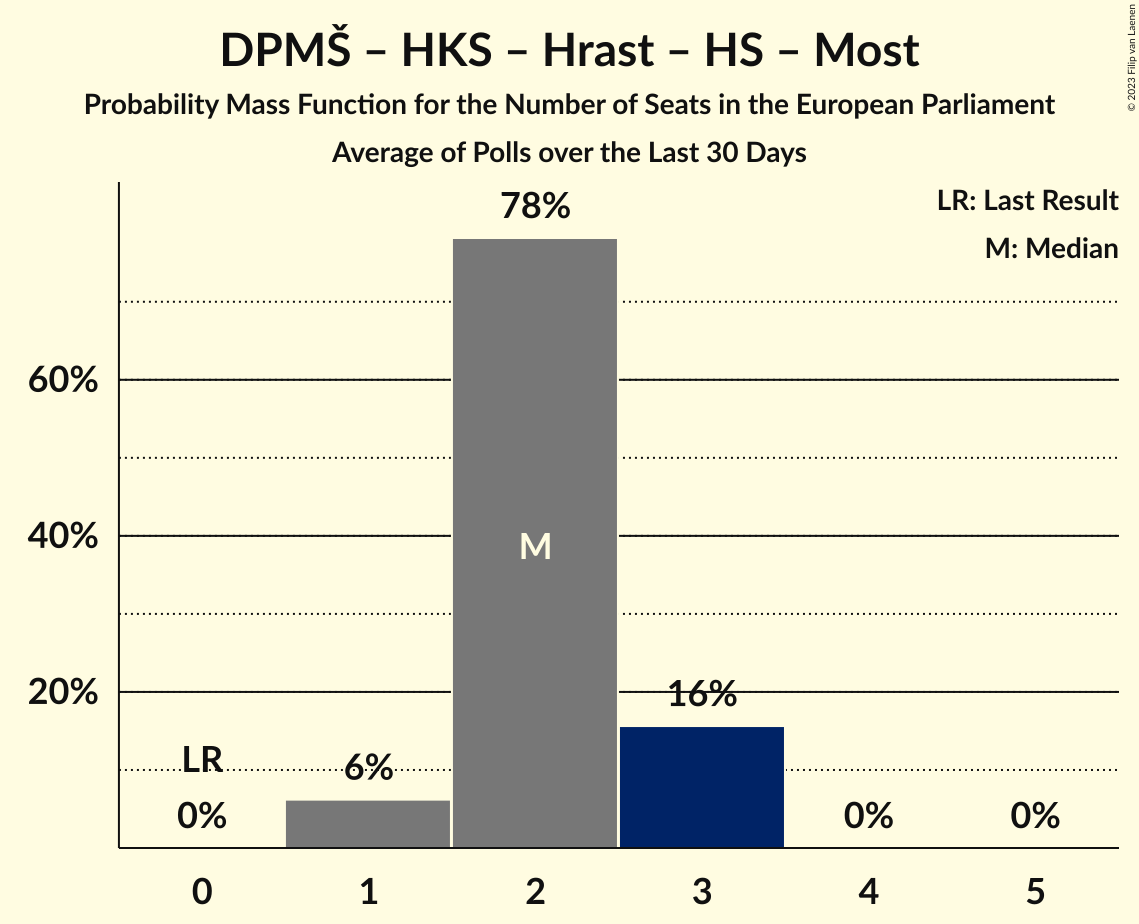 DPMŠ – HKS – Hrast – HS – Most
Probability Mass Function for the Number of Seats in the European Parliament
Average of Polls over the Last 30 Days
© 2023 Filip van Laenen
LR: Last Result
M: Median
78%
60%
40%
20%
M
16%
LR
6%
0%
0%
0%
0 1 2 3 4 5